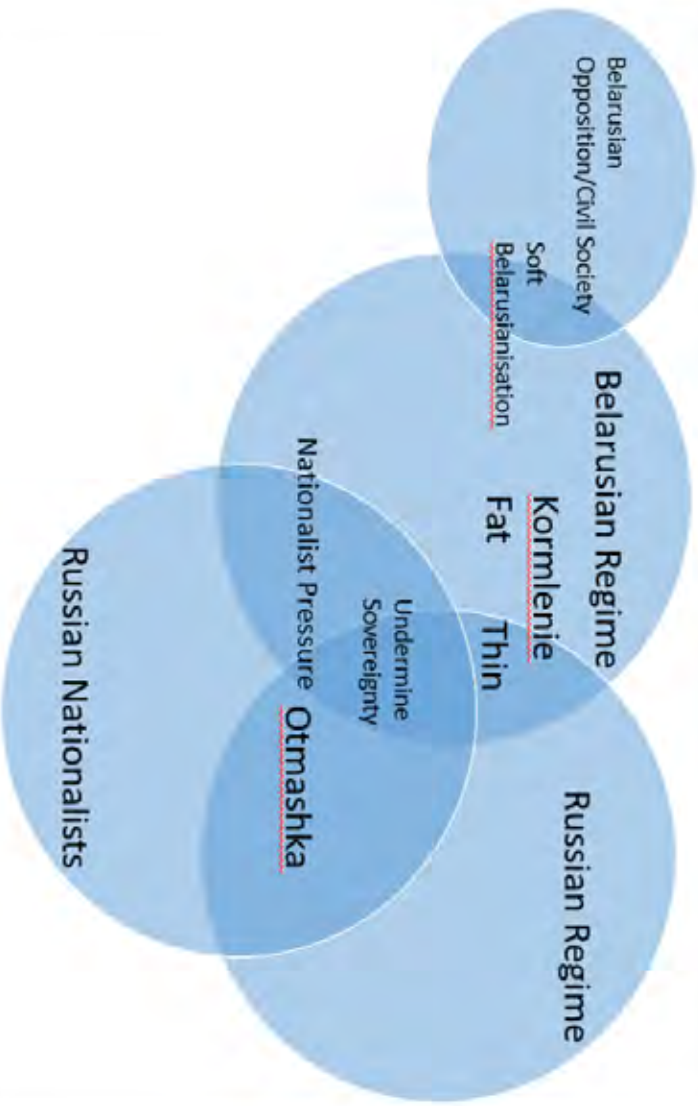 Belarusian
Opposition/Civil Society
Soft
Belarusianisation
Belarusian Regime
Kormlenie
Fat
Thin
Russian Regime
Undermine
Sovereignty
Nationalist Pressure
Otmashka
Russian Nationalists